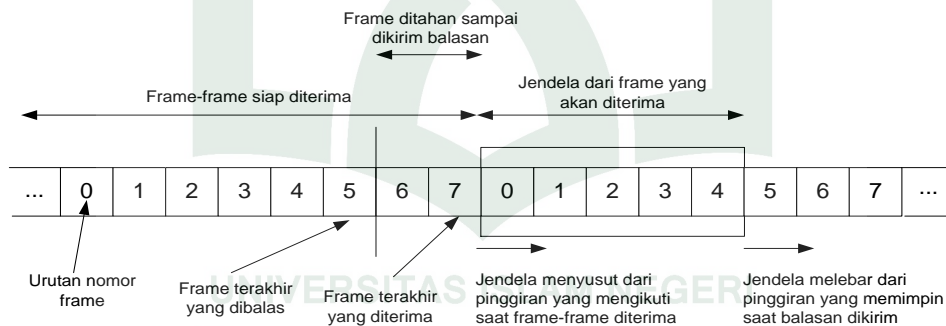 Frame ditahan sampai
dikirim balasan
Frame-frame siap diterima
Jendela dari frame yang
akan diterima
... 0 1 2 3 4 5 6 7 0 1 2 3 4 5 6 7 ...
Urutan nomor
frame
Frame terakhir
yang dibalas
Frame terakhir
yang diterima
Jendela menyusut dari
pinggiran yang mengikuti
saat frame-frame diterima
Jendela melebar dari
pinggiran yang memimpin
saat balasan dikirim
UNIVERSITAS ISLAM NEGERI